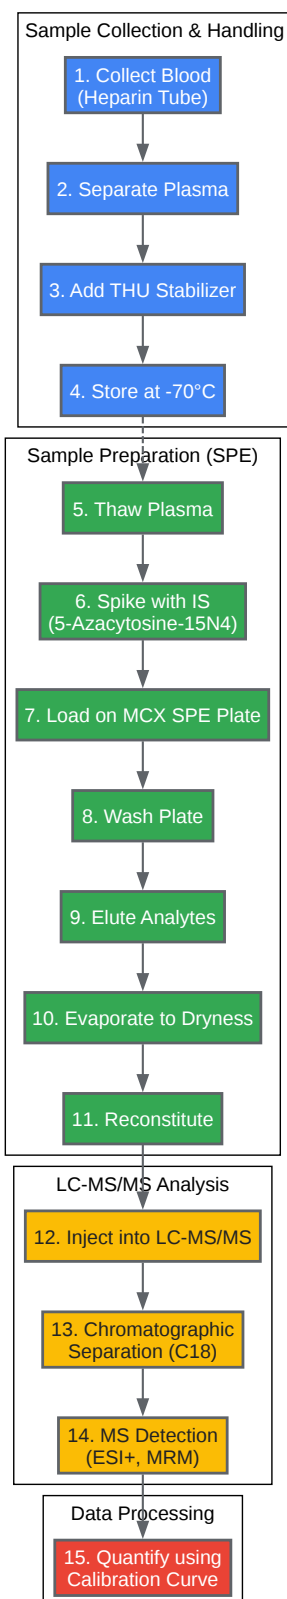 Sample Collection & Handling
1. Collect Blood
(Heparin Tube)
2. Separate Plasma
3. Add THU Stabilizer
4. Store at -70°C
Sample Preparation (SPE)
5. Thaw Plasma
6. Spike with IS
(5-Azacytosine-15N4)
7. Load on MCX SPE Plate
8. Wash Plate
9. Elute Analytes
10. Evaporate to Dryness
11. Reconstitute
LC-MS/MS Analysis
12. Inject into LC-MS/MS
13. Chromatographic
Separation (C18)
14. MS Detection
(ESI+, MRM)
Data Processing
15. Quantify using
Calibration Curve